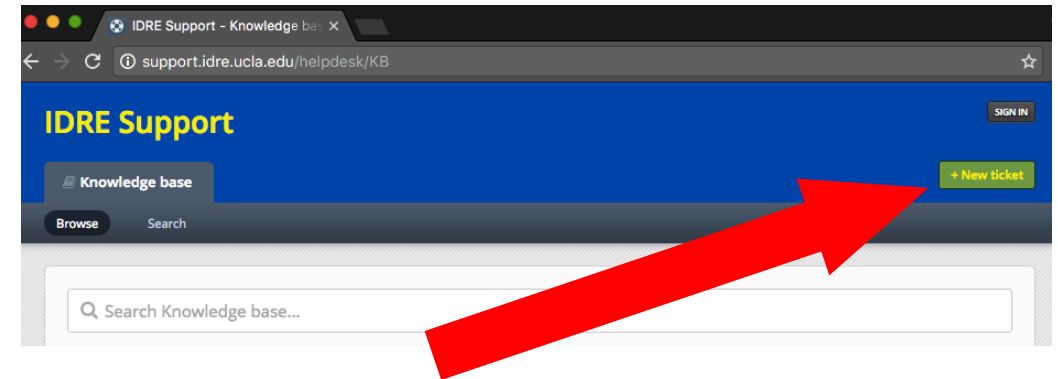 IDRE Support - Knowledge bas
support.idre.ucla.edu/helpdesk/KB
IDRE Support
SIGN IN
Knowledge base
+ New ticket
Browse Search
Search Knowledge base...